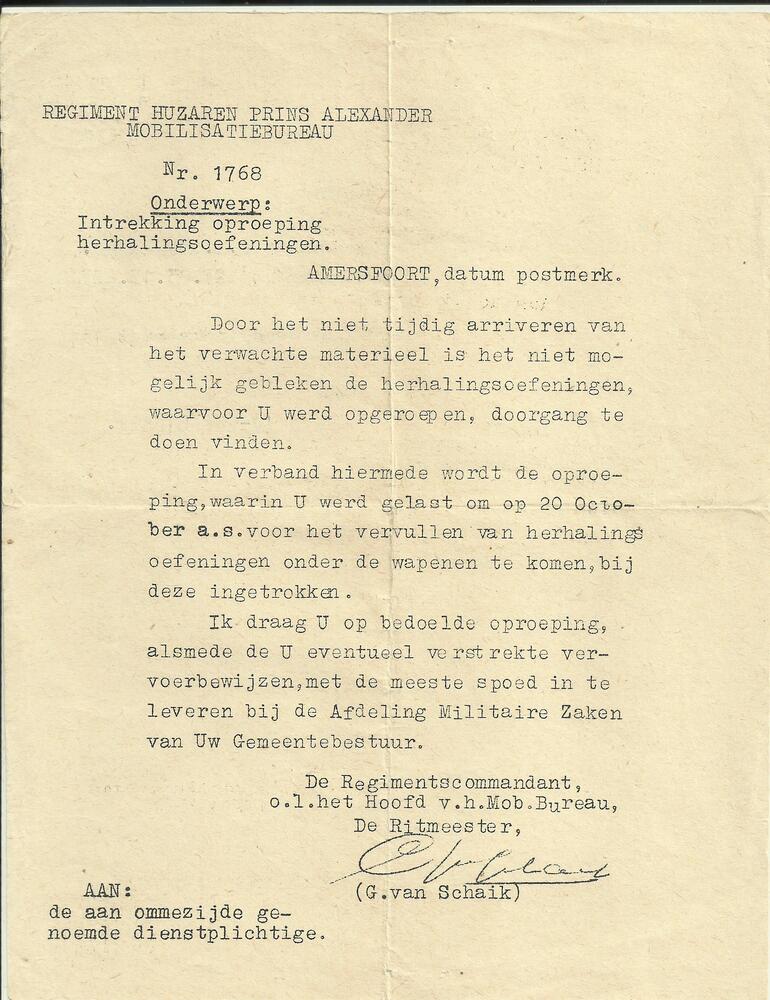 REGIMENT HUZAREN PRINS ALEXANDER
MOBILISATIEBUREAU
Nr. 1768
Onderwerp:
Intrekking oproeping
herhalingsoefeningen.
AMERSFOORT, datum postmerk.
Door het niet tijdig arriveren van
het verwachte materieel is het niet mo-
gelijk gebleken de herhalingsoefeningen,
waarvoor U werd opgeroepen, doorgang te
doen vinden.
In verband hiermede wordt de oproe-
ping,waarin U werd gelast om op 20 Octo-
ber a.s.voor het vervullen van herhalings
oefeningen onder de wapenen te komen,bij
deze ingetrokken.
Ik draag U op bedoelde oproeping,
alsmede de U eventueel verstrekte ver-
voerbewijzen,met de meeste spoed in te
leveren bij de Afdeling Militaire Zaken
van Uw Gemeentebestuur.
De Regimentscommandant,
o.l.het Hoofd v.h.Mob.Bureau,
De Ritmeester,
(G.van Schaik)
AAN:
de aan ommezijde ge-
noemde dienstplichtige.